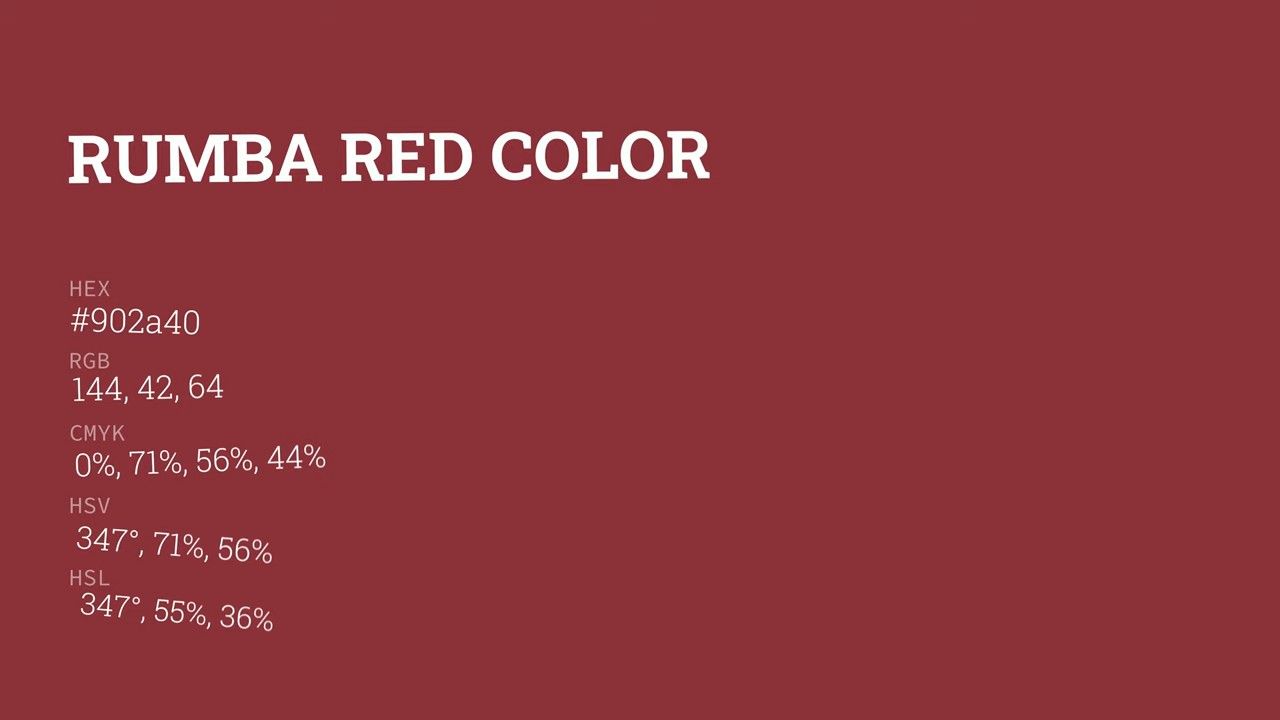 RUMBA RED COLOR
HEX
#902a40
RGB
144, 42, 64
CMYK
0%, 71%, 56%, 44%
HSV
347°, 71%, 56%
HSL
347°, 55%, 36%